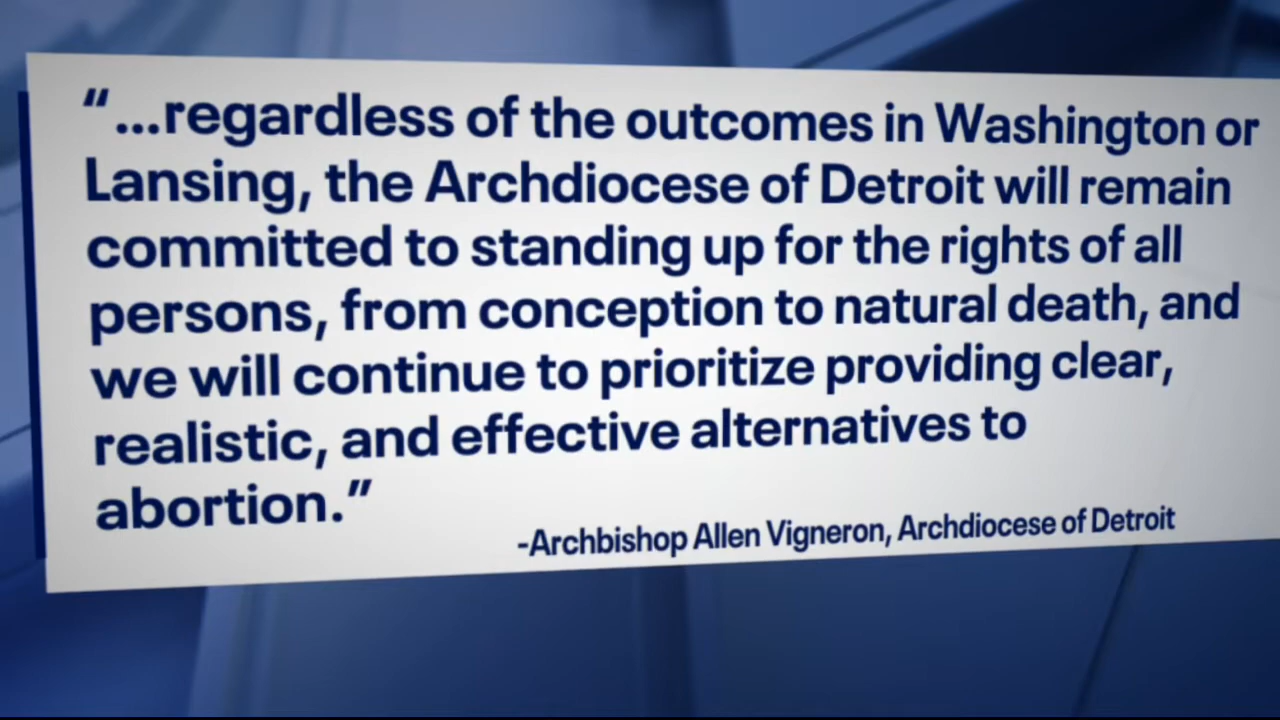 “...regardless of the outcomes in Washington or
Lansing, the Archdiocese of Detroit will remain
committed to standing up for the rights of all
persons, from conception to natural death, and
we will continue to prioritize providing clear,
realistic, and effective alternatives to
abortion.”
-Archbishop Allen Vigneron, Archdiocese of Detroit